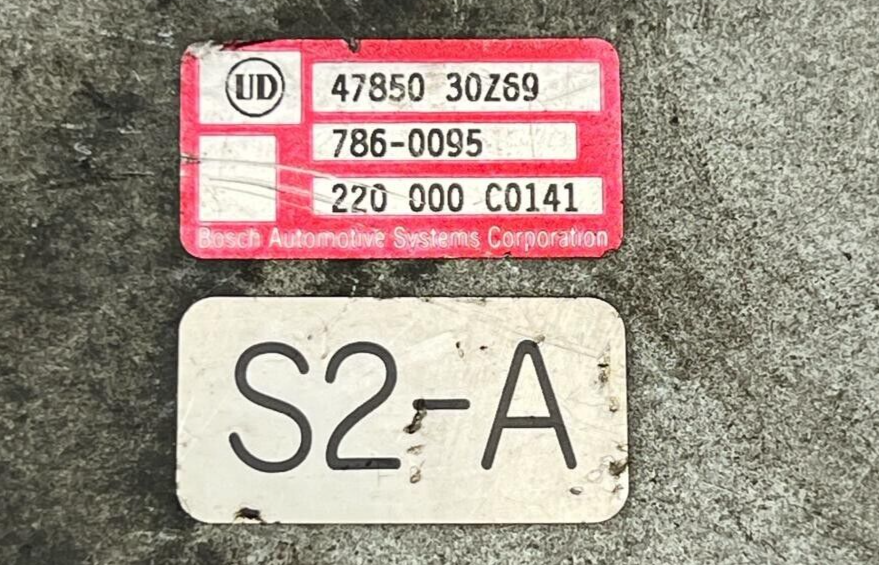 UD 47850 30Z69
786-0095
220 000 C0141
Bosch Automotive Systems Corporation
S2-A